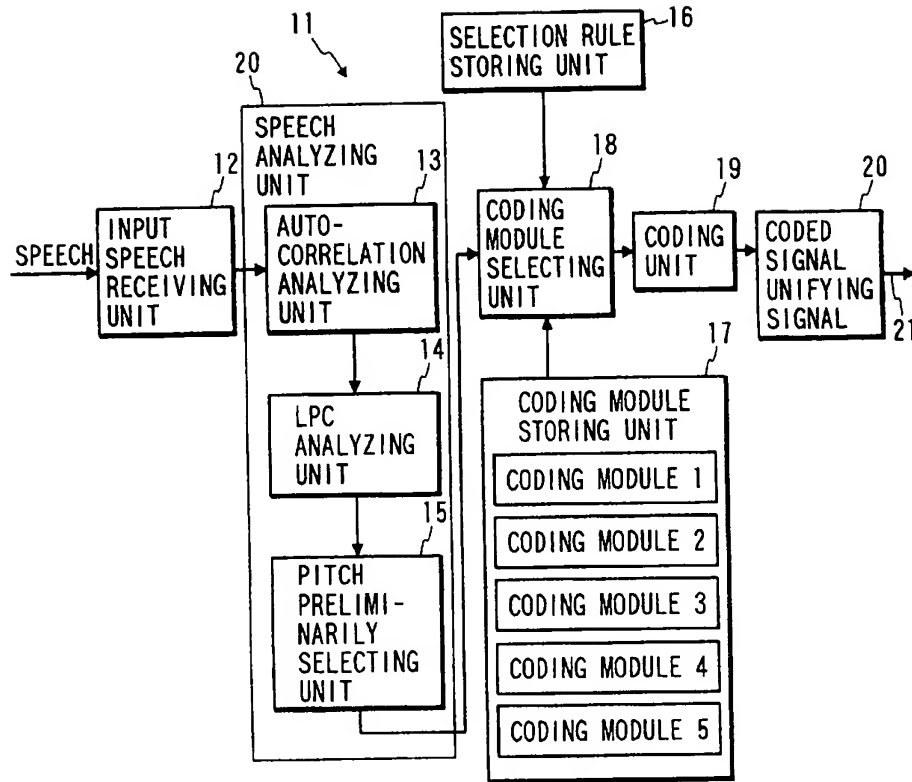 11
16
SELECTION RULE
STORING UNIT
20
SPEECH
ANALYZING
UNIT
12
INPUT
SPEECH
RECEIVING
UNIT
SPEECH
13
AUTO-
CORRELATION
ANALYZING
UNIT
14
LPC
ANALYZING
UNIT
15
PITCH
PRELIMI-
NARILY
SELECTING
UNIT
18
CODING
MODULE
SELECTING
UNIT
19
CODING
UNIT
20
CODED
SIGNAL
UNIFYING
SIGNAL
21
17
CODING MODULE
STORING UNIT
CODING MODULE 1
CODING MODULE 2
CODING MODULE 3
CODING MODULE 4
CODING MODULE 5